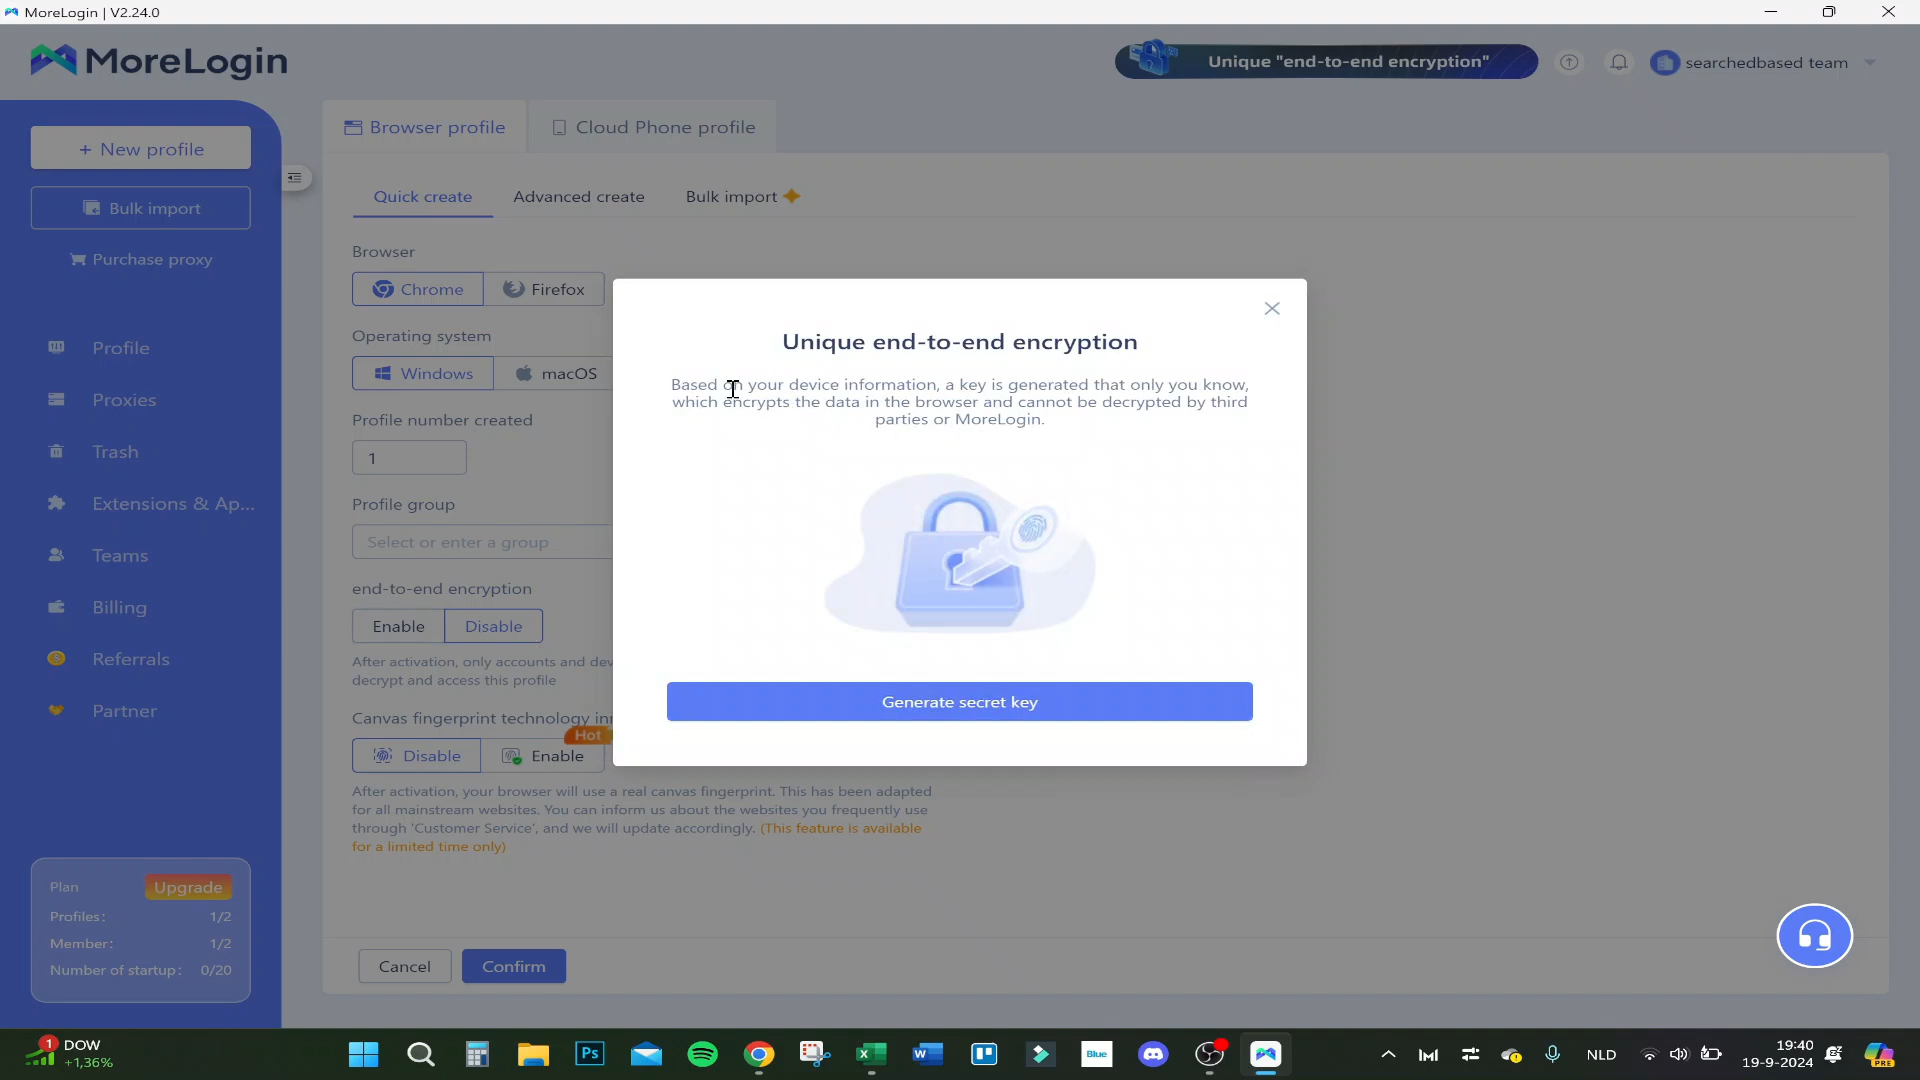 MoreLogin | V2.24.0
MoreLogin
Unique "end-to-end encryption"
searchedbased team
+ New profile
Bulk import
Purchase proxy
Profile
Proxies
Trash
Extensions & Ap...
Teams
Billing
Referrals
Partner
Plan
Upgrade
Profiles: 1/2
Member: 1/2
Number of startup: 0/20
Browser profile
Cloud Phone profile
Quick create
Advanced create
Bulk import
Browser
Chrome
Firefox
Operating system
Windows
macOS
Profile number created
1
Profile group
Select or enter a group
end-to-end encryption
Enable
Disable
After activation, only accounts and dev
decrypt and access this profile
Canvas fingerprint technology inn
Hot
Disable
Enable
After activation, your browser will use a real canvas fingerprint. This has been adapted
for all mainstream websites. You can inform us about the websites you frequently use
through 'Customer Service', and we will update accordingly. (This feature is available
for a limited time only)
Cancel
Confirm
Unique end-to-end encryption
Based on your device information, a key is generated that only you know,
which encrypts the data in the browser and cannot be decrypted by third
parties or MoreLogin.
Generate secret key
1
DOW
+1,36%
Ps
Blue
NLD
19:40
19-9-2024
PRE